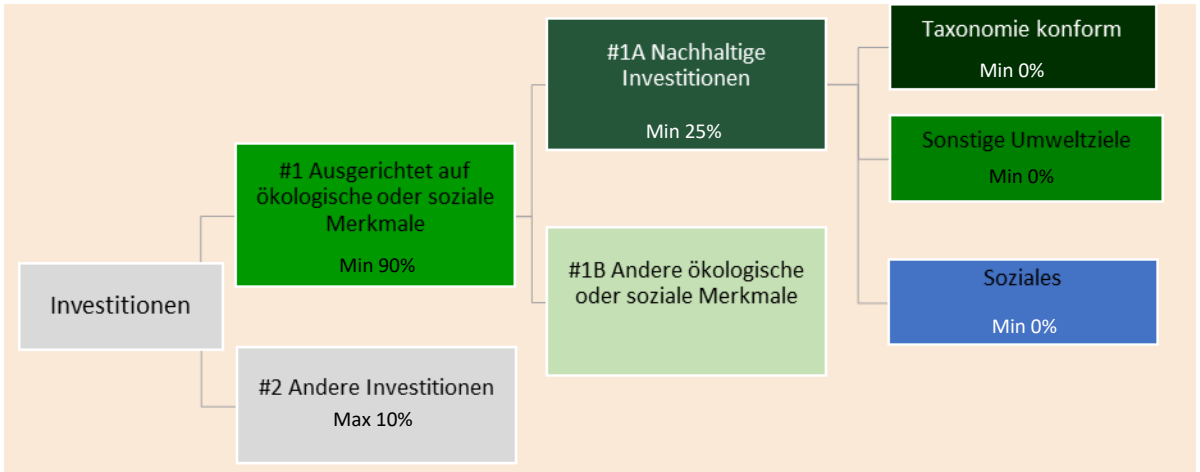 Investitionen
#1 Ausgerichtet auf
ökologische oder soziale
Merkmale
Min 90%
#2 Andere Investitionen
Max 10%
#1A Nachhaltige
Investitionen
Min 25%
#1B Andere ökologische
oder soziale Merkmale
Taxonomie konform
Min 0%
Sonstige Umweltziele
Min 0%
Soziales
Min 0%